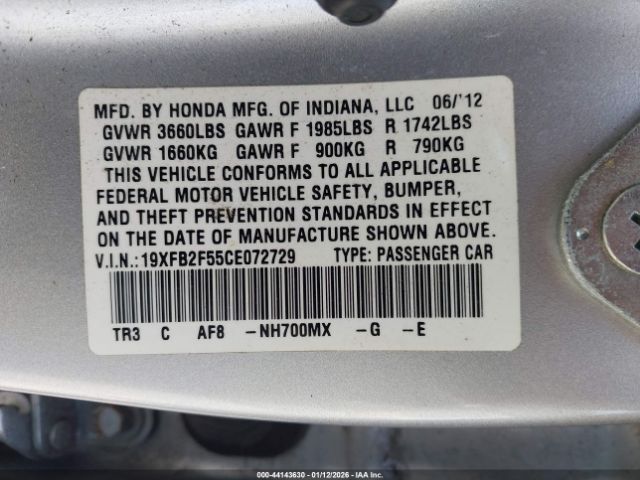 MFD. BY HONDA MFG. OF INDIANA, LLC 06/'12
GVWR 3660LBS GAWR F 1985LBS R 1742LBS
GVWR 1660KG GAWR F 900KG R 790KG
THIS VEHICLE CONFORMS TO ALL APPLICABLE
FEDERAL MOTOR VEHICLE SAFETY, BUMPER,
AND THEFT PREVENTION STANDARDS IN EFFECT
ON THE DATE OF MANUFACTURE SHOWN ABOVE.
V.I.N.:19XFB2F55CE072729 TYPE: PASSENGER CAR
TR3 C AF8 -NH700MX -G -E
000-44143630 - 01/12/2026 - IAA Inc.